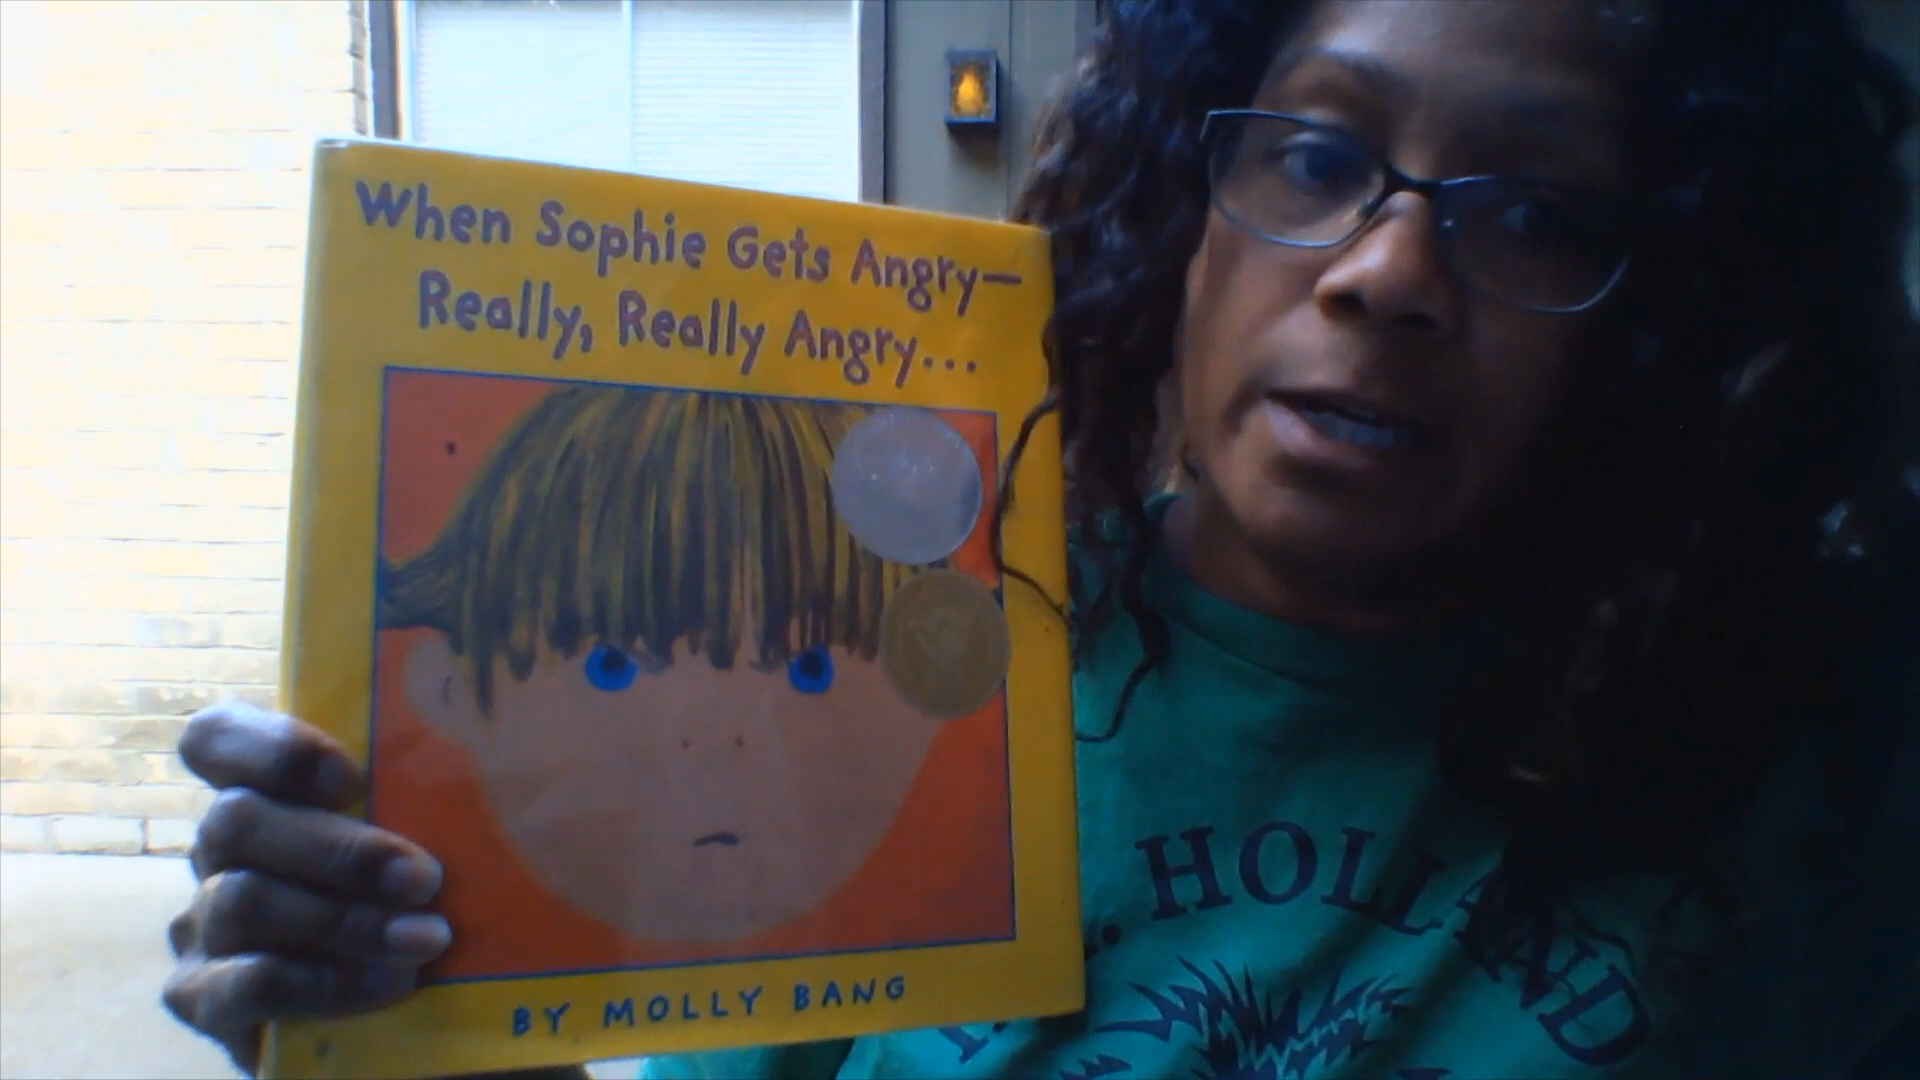 When Sophie Gets Angry—
Really, Really Angry...
BY MOLLY BANG
HOLLAND